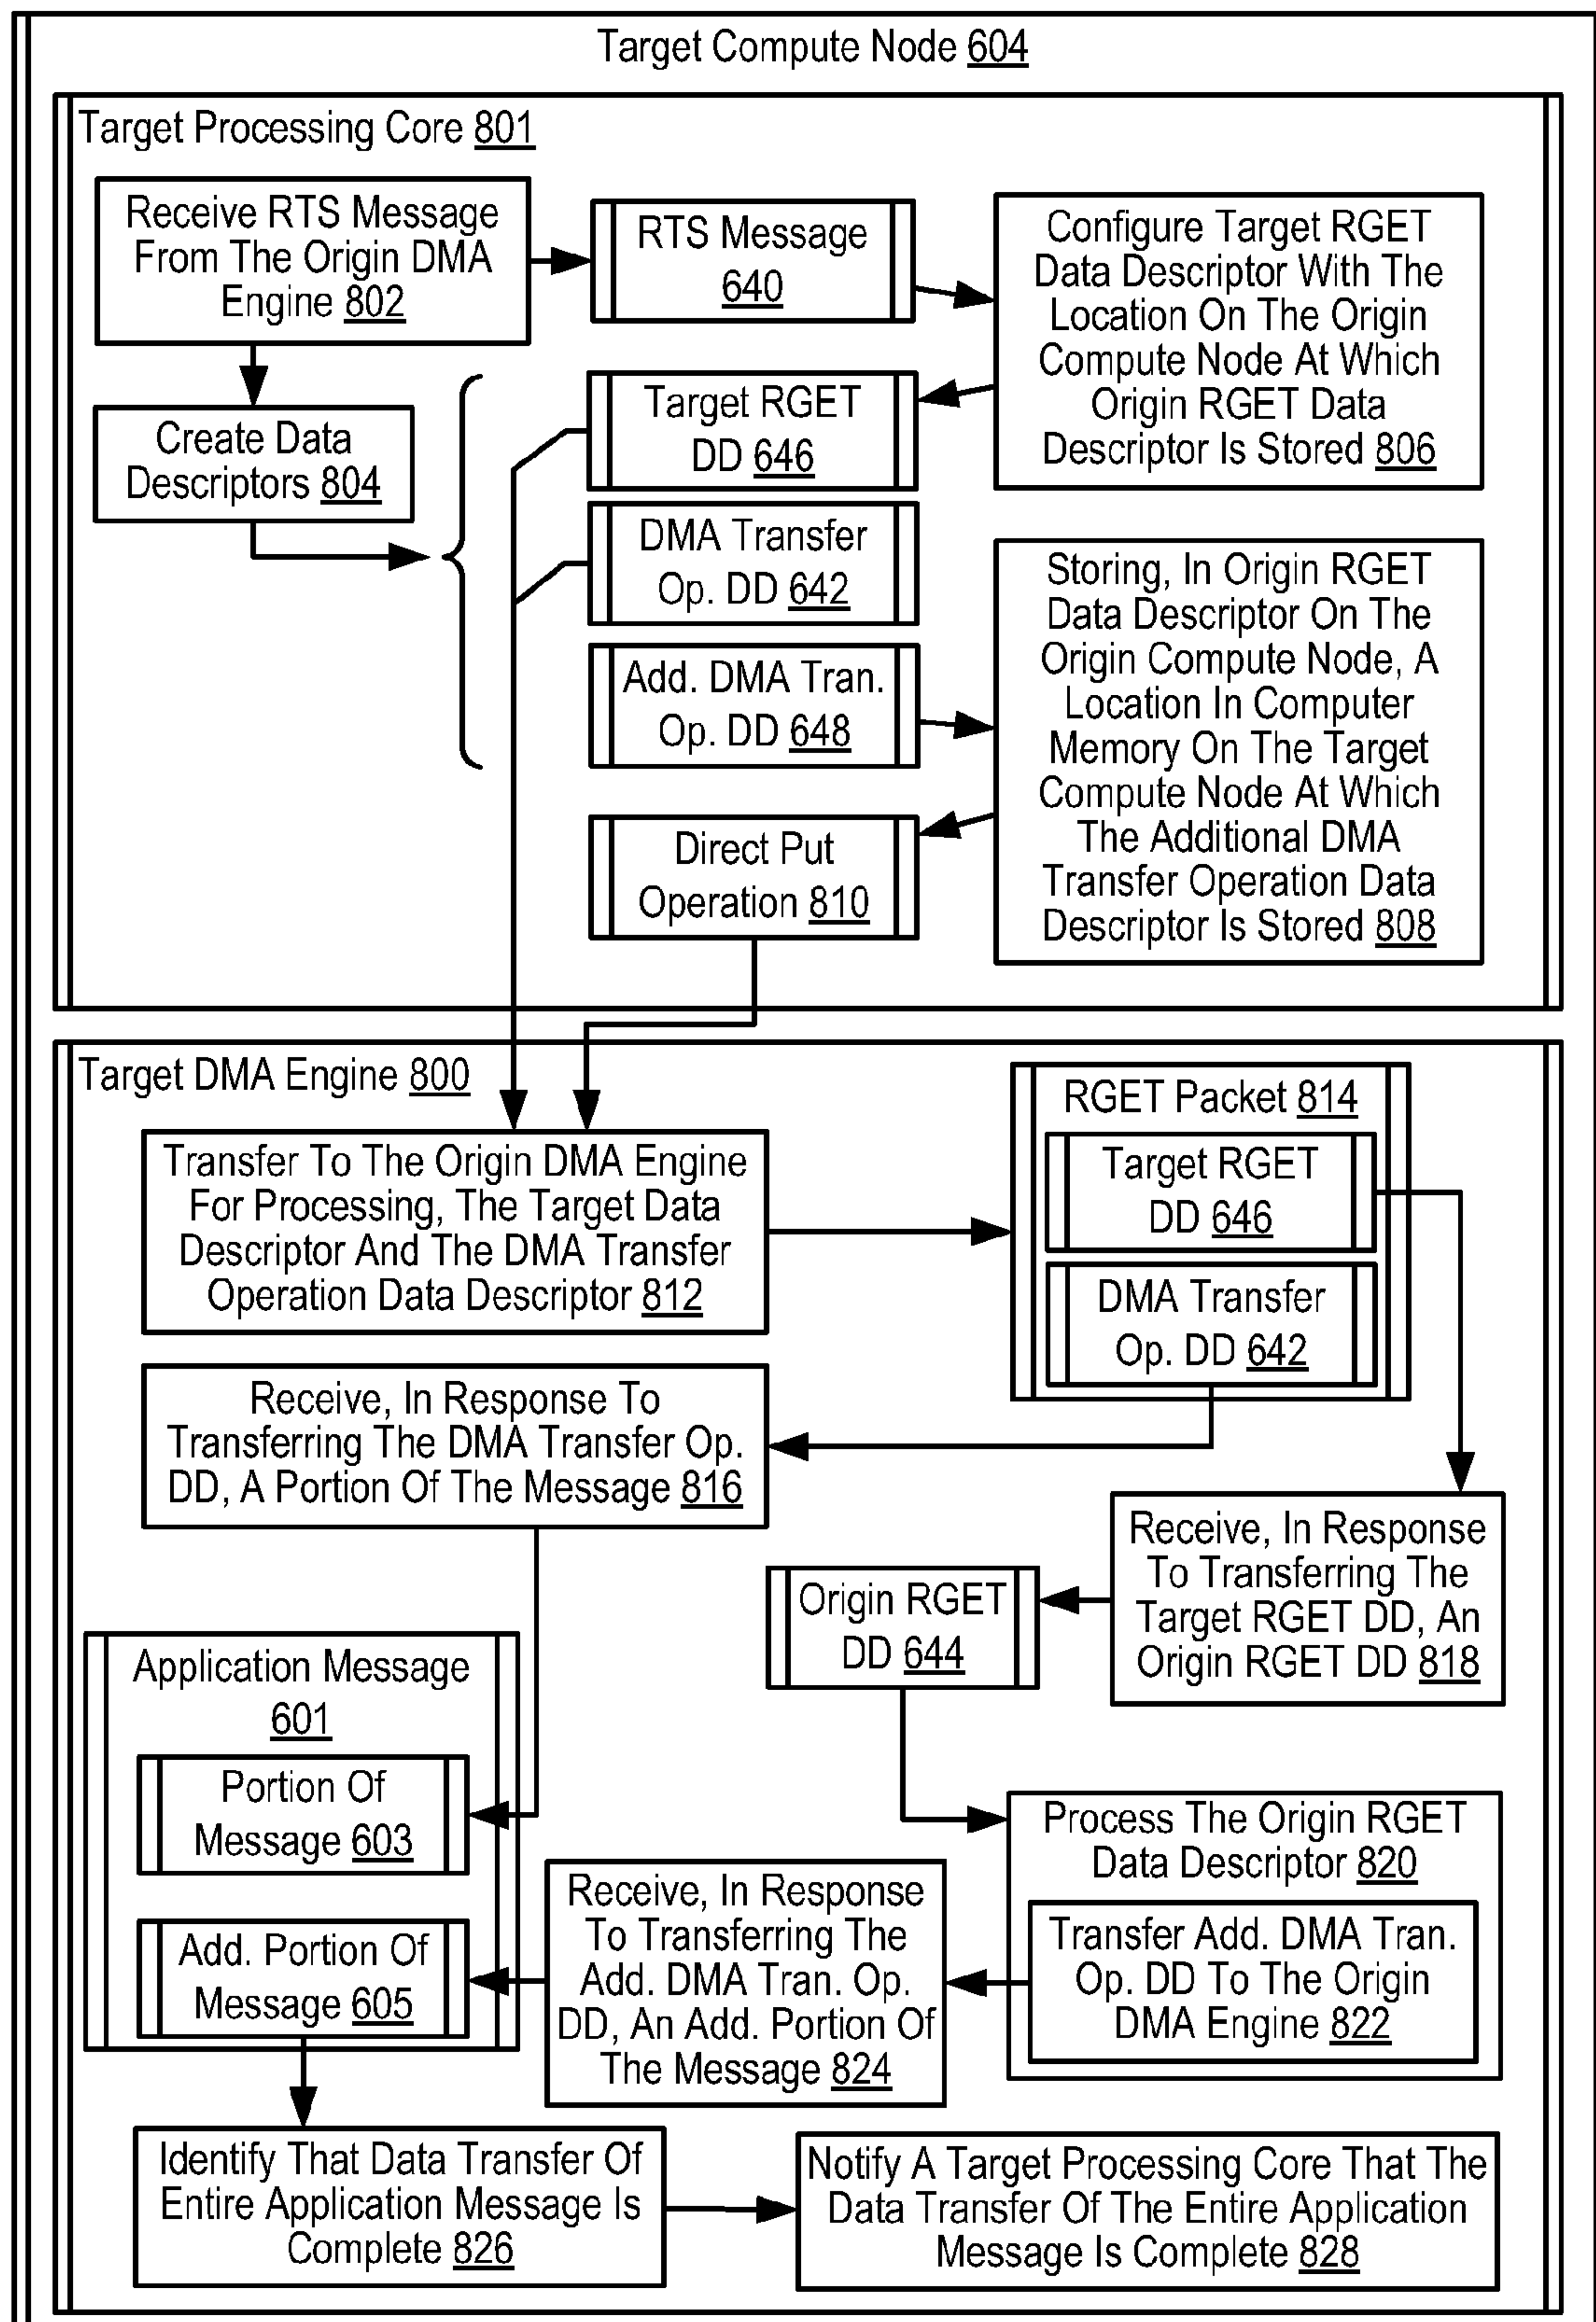 Target Compute Node 604
Target Processing Core 801
Receive RTS Message
From The Origin DMA
Engine 802
RTS Message
640
Configure Target RGET
Data Descriptor With The
Location On The Origin
Compute Node At Which
Origin RGET Data
Descriptor Is Stored 806
Create Data
Descriptors 804
Target RGET
DD 646
DMA Transfer
Op. DD 642
Add. DMA Tran.
Op. DD 648
Storing, In Origin RGET
Data Descriptor On The
Origin Compute Node, A
Location In Computer
Memory On The Target
Compute Node At Which
The Additional DMA
Transfer Operation Data
Descriptor Is Stored 808
Direct Put
Operation 810
Target DMA Engine 800
Transfer To The Origin DMA Engine
For Processing, The Target Data
Descriptor And The DMA Transfer
Operation Data Descriptor 812
RGET Packet 814
Target RGET
DD 646
DMA Transfer
Op. DD 642
Receive, In Response To
Transferring The DMA Transfer Op.
DD, A Portion Of The Message 816
Receive, In Response
To Transferring The
Target RGET DD, An
Origin RGET DD 818
Origin RGET
DD 644
Application Message
601
Portion Of
Message 603
Add. Portion Of
Message 605
Process The Origin RGET
Data Descriptor 820
Transfer Add. DMA Tran.
Op. DD To The Origin
DMA Engine 822
Receive, In Response
To Transferring The
Add. DMA Tran. Op.
DD, An Add. Portion Of
The Message 824
Identify That Data Transfer Of
Entire Application Message Is
Complete 826
Notify A Target Processing Core That The
Data Transfer Of The Entire Application
Message Is Complete 828